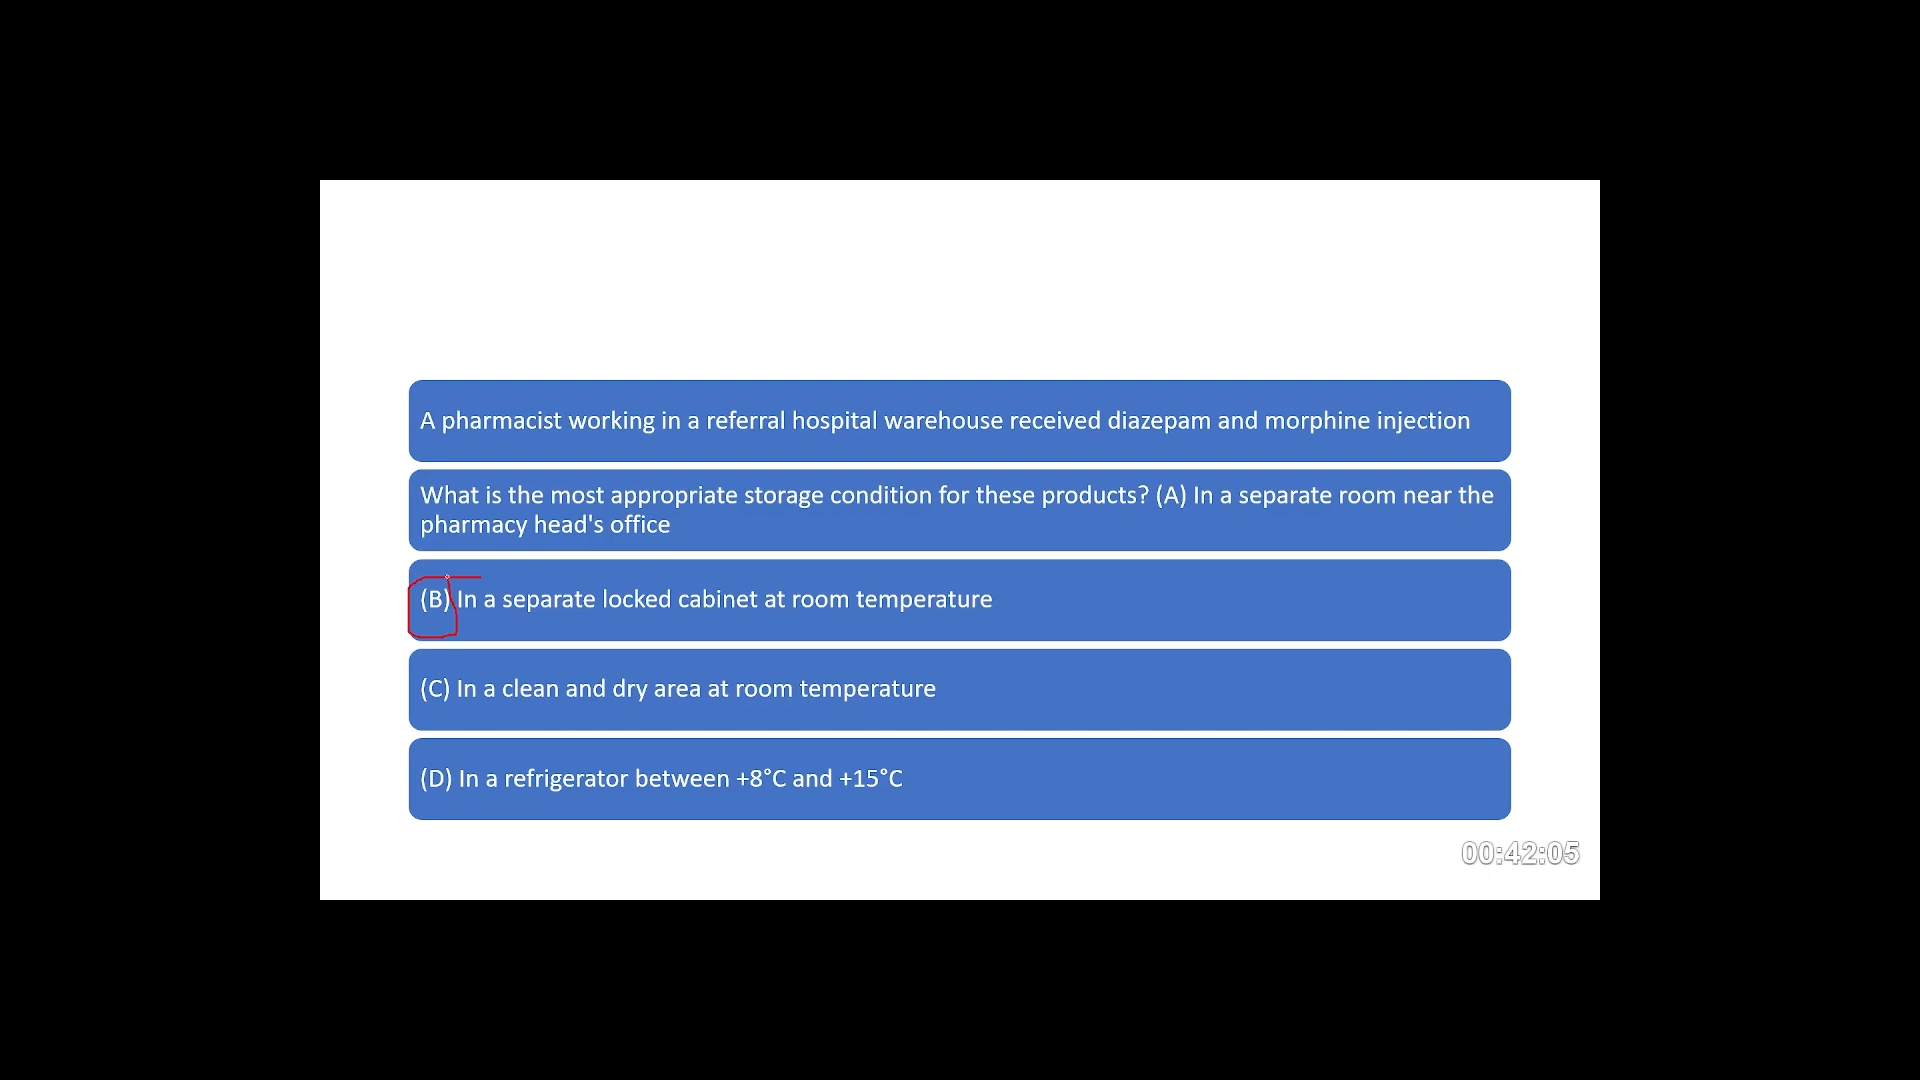 A pharmacist working in a referral hospital warehouse received diazepam and morphine injection
What is the most appropriate storage condition for these products? (A) In a separate room near the
pharmacy head's office
(B) In a separate locked cabinet at room temperature
(C) In a clean and dry area at room temperature
(D) In a refrigerator between +8°C and +15°C
00:42:05